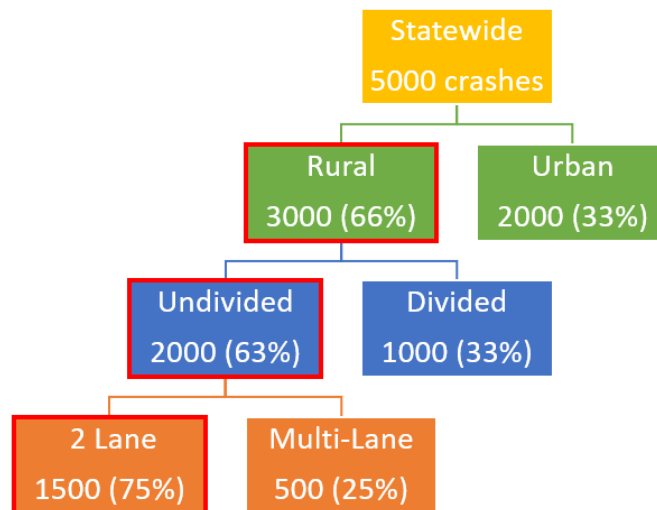 Statewide
5000 crashes
Rural
3000 (66%)
Urban
2000 (33%)
Undivided
2000 (63%)
Divided
1000 (33%)
2 Lane
1500 (75%)
Multi-Lane
500 (25%)